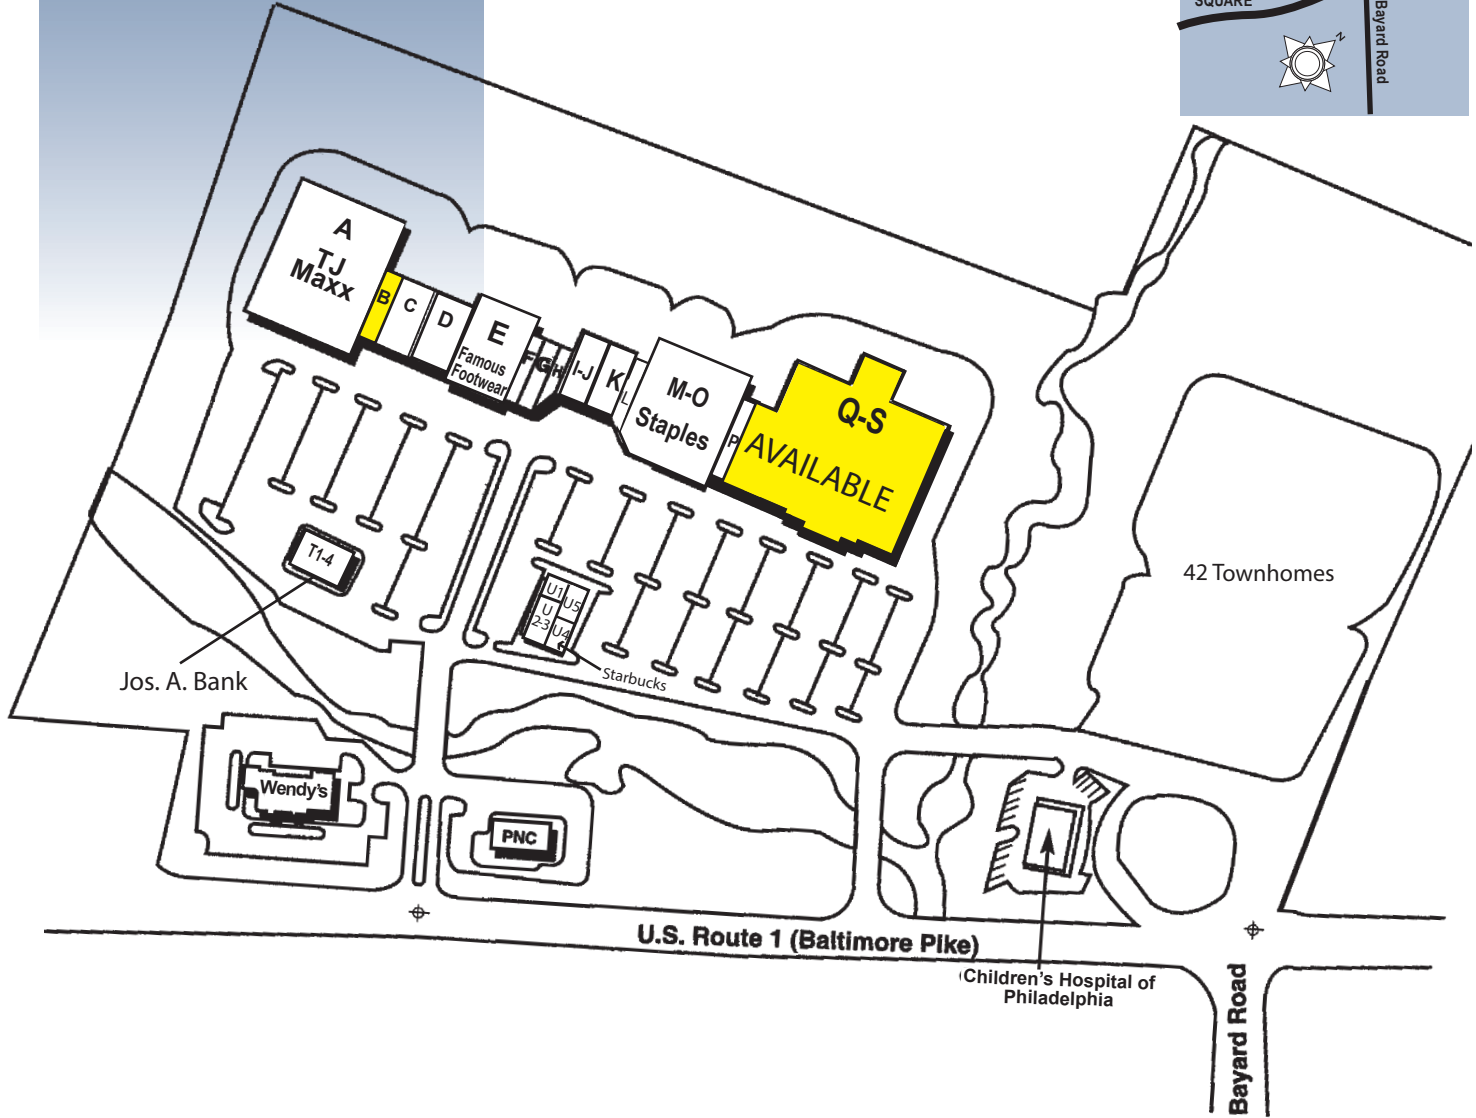 SQUARE
Bayard Road
N
A
TJ
Maxx
B
C
D
E
Famous
Footwear
F
G
H
I-J
K
L
M-O
Staples
P
Q-S
AVAILABLE
T1-4
Jos. A. Bank
U1
U5
U
2-3
U4
Starbucks
42 Townhomes
Wendy's
PNC
U.S. Route 1 (Baltimore Pike)
Children's Hospital of
Philadelphia
Bayard Road